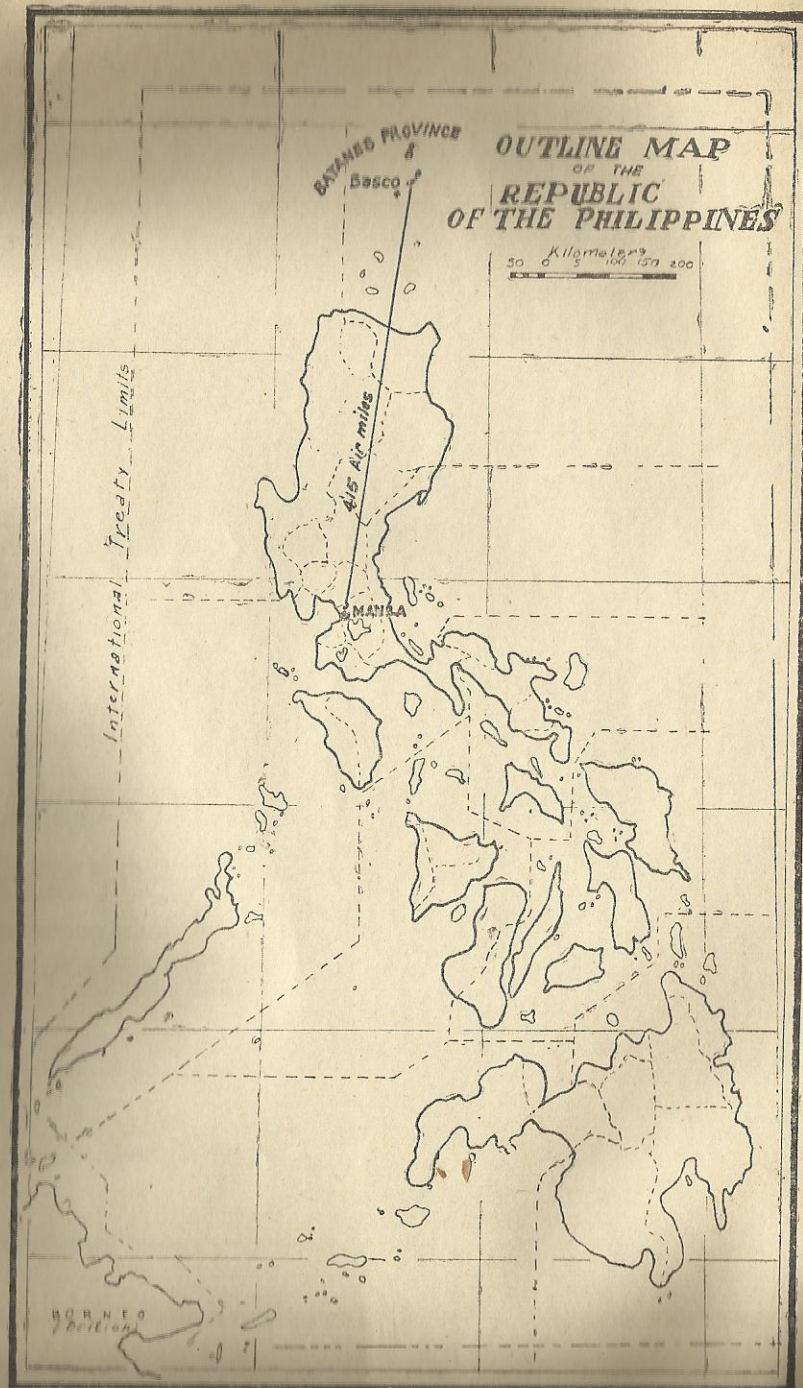 BATANES PROVINCE
Basco
OUTLINE MAP
OF THE
REPUBLIC
OF THE PHILIPPINES
Kilometers
50 0 5 100 150 200
International Treaty Limits
415 Air miles
MANILA
BORNEO